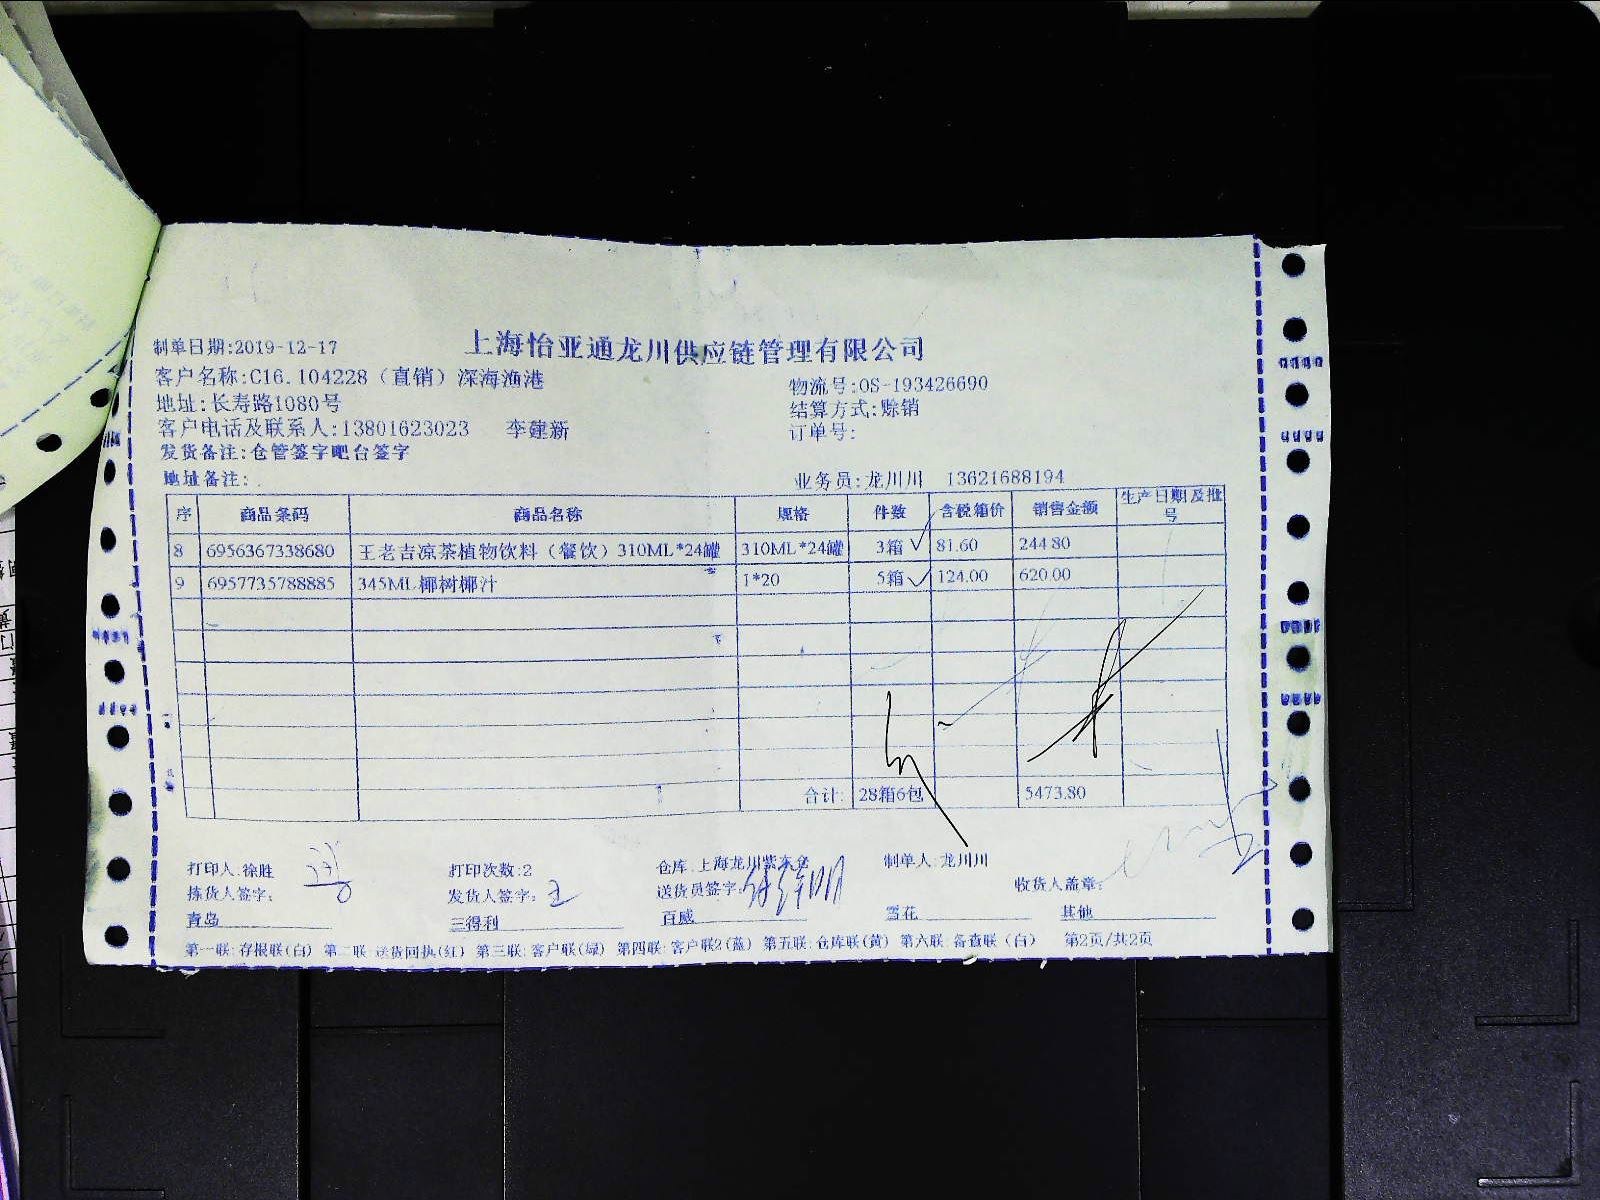 上海怡亚通龙川供应链管理有限公司
制单日期:2019-12-17
客户名称:C16.104228（直销）深海渔港
物流号:OS-193426690
地址:长寿路1080号
结算方式:赊销
客户电话及联系人:13801623023 李建新
订单号:
发货备注:仓管签字吧台签字
地址备注:.
业务员:龙川川 13621688194
序 商品条码 商品名称 规格 件数 含税箱价 销售金额 生产日期及批号
8 6956367338680 王老吉凉茶植物饮料（餐饮）310ML*24罐 310ML*24罐 3箱 81.60 244.80
9 6957735788885 345ML椰树椰汁 1*20 5箱 124.00 620.00
合计: 28箱6包 5473.80
打印人:徐胜 打印次数:2 仓库:上海龙川紫东仓 制单人:龙川川
拣货人签字: 发货人签字: 王 送货员签字: 收货人盖章:
青岛 三得利 百威 雪花 其他
第一联:存根联(白) 第二联:送货回执(红) 第三联:客户联(绿) 第四联:客户联2(蓝) 第五联:仓库联(黄) 第六联:备查联（白） 第2页/共2页